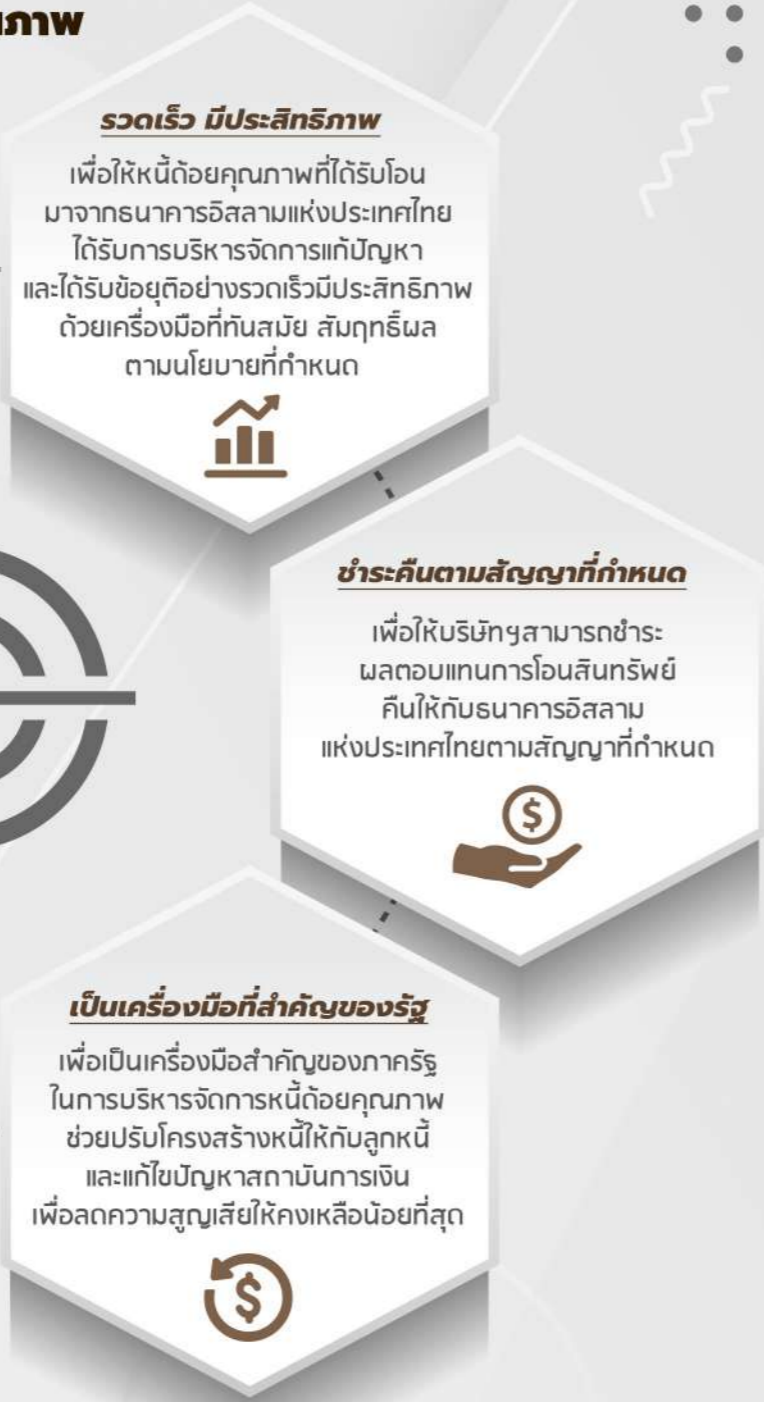 รวดเร็ว มีประสิทธิภาพ
เพื่อให้หนี้ด้อยคุณภาพที่ได้รับโอน
มาจากธนาคารอิสลามแห่งประเทศไทย
ได้รับการบริหารจัดการแก้ปัญหา
และได้รับข้อยุติอย่างรวดเร็วมีประสิทธิภาพ
ด้วยเครื่องมือที่ทันสมัย สัมฤทธิ์ผล
ตามนโยบายที่กำหนด
ชำระคืนตามสัญญาที่กำหนด
เพื่อให้บริษัทฯสามารถชำระ
ผลตอบแทนการโอนสินทรัพย์
คืนให้กับธนาคารอิสลาม
แห่งประเทศไทยตามสัญญาที่กำหนด
$
เป็นเครื่องมือที่สำคัญของรัฐ
เพื่อเป็นเครื่องมือสำคัญของภาครัฐ
ในการบริหารจัดการหนี้ด้อยคุณภาพ
ช่วยปรับโครงสร้างหนี้ให้กับลูกหนี้
และแก้ไขปัญหาสถาบันการเงิน
เพื่อลดความสูญเสียให้คงเหลือน้อยที่สุด
$